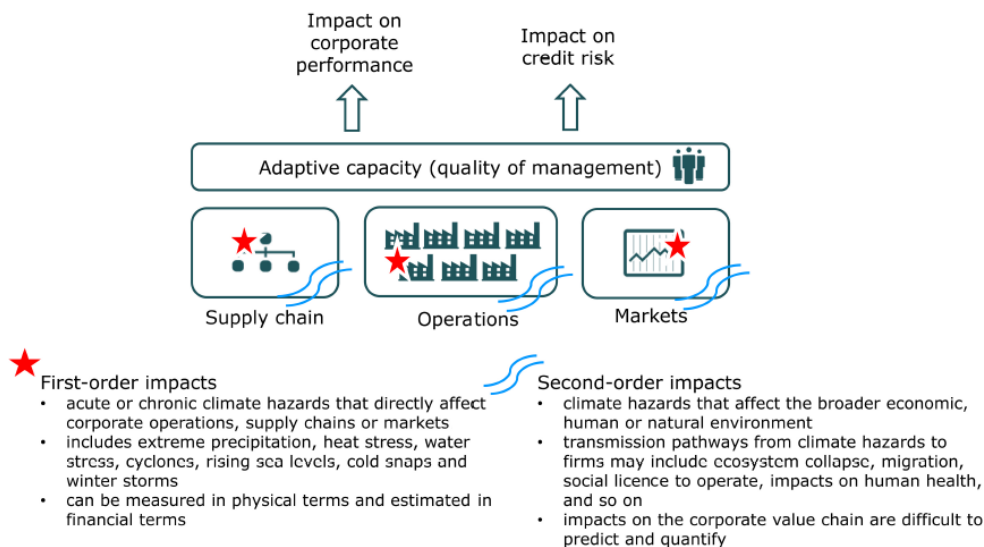 Impact on
corporate
performance
Impact on
credit risk
Adaptive capacity (quality of management)
Supply chain
Operations
Markets
First-order impacts
• acute or chronic climate hazards that directly affect
corporate operations, supply chains or markets
• includes extreme precipitation, heat stress, water
stress, cyclones, rising sea levels, cold snaps and
winter storms
• can be measured in physical terms and estimated in
financial terms
Second-order impacts
• climate hazards that affect the broader economic,
human or natural environment
• transmission pathways from climate hazards to
firms may include ecosystem collapse, migration,
social licence to operate, impacts on human health,
and so on
• impacts on the corporate value chain are difficult to
predict and quantify